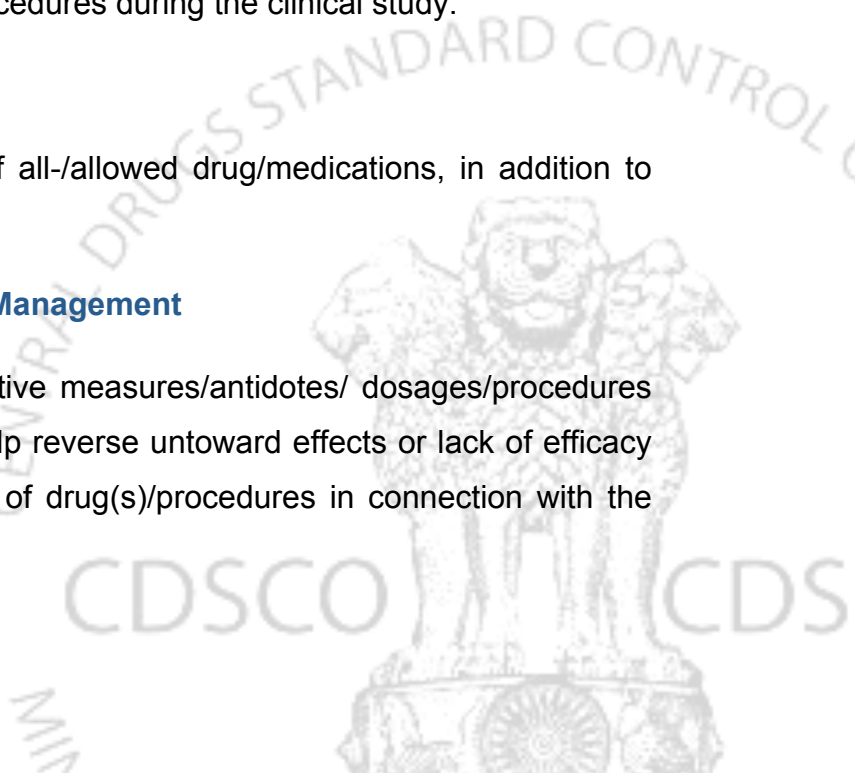 cedures during the clinical study.
f all-/allowed drug/medications, in addition to
Management
tive measures/antidotes/ dosages/procedures
lp reverse untoward effects or lack of efficacy
of drug(s)/procedures in connection with the
DRUGS STANDARD CONTROL
CDSCO
CDS